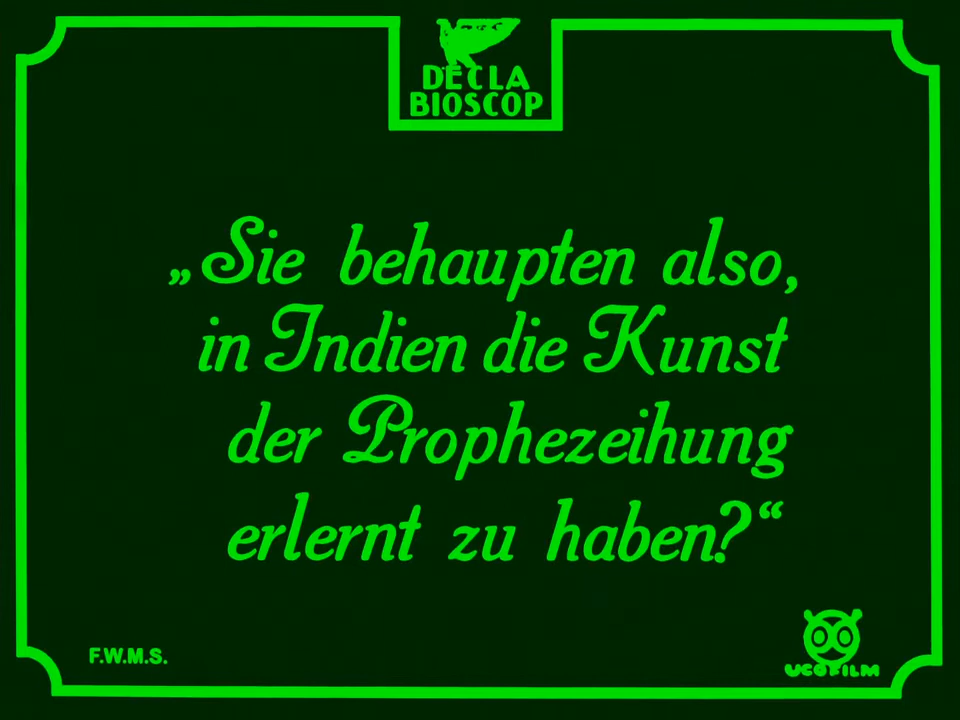 DECLA
BIOSCOP
„Sie behaupten also,
in Indien die Kunst
der Prophezeihung
erlernt zu haben?“
F.W.M.S.
UCOFILM